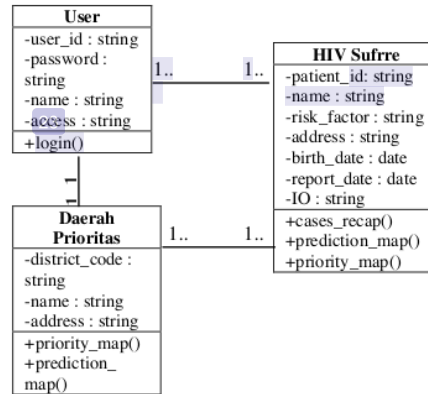 User
-user_id : string
-password :
string
-name : string
-access : string
+login()
1..
1..
HIV Sufrre
-patient_id: string
-name : string
-risk_factor : string
-address : string
-birth_date : date
-report_date : date
-IO : string
+cases_recap()
+prediction_map()
+priority_map()
1
1
Daerah
Prioritas
-district_code :
string
-name : string
-address : string
+priority_map()
+prediction_
map()
1..
1..